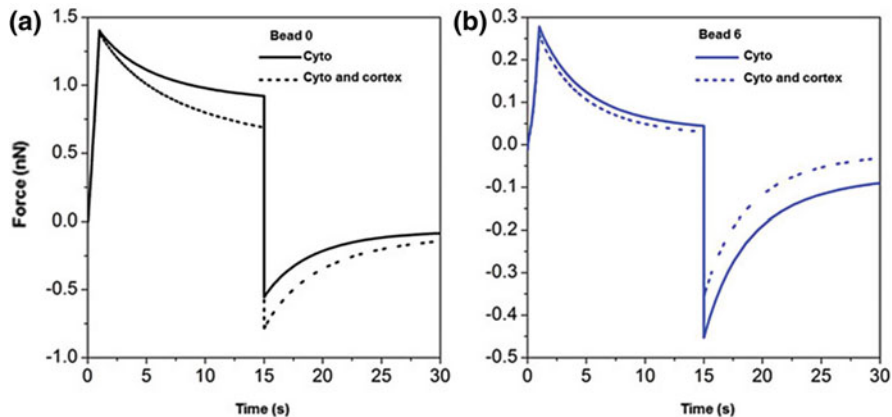 (a)
Bead 0
Cyto
Cyto and cortex
Force (nN)
1.5
1.0
0.5
0.0
-0.5
-1.0
0 5 10 15 20 25 30
Time (s)
(b)
Bead 6
Cyto
Cyto and cortex
0.3
0.2
0.1
0.0
-0.1
-0.2
-0.3
-0.4
-0.5
0 5 10 15 20 25 30
Time (s)